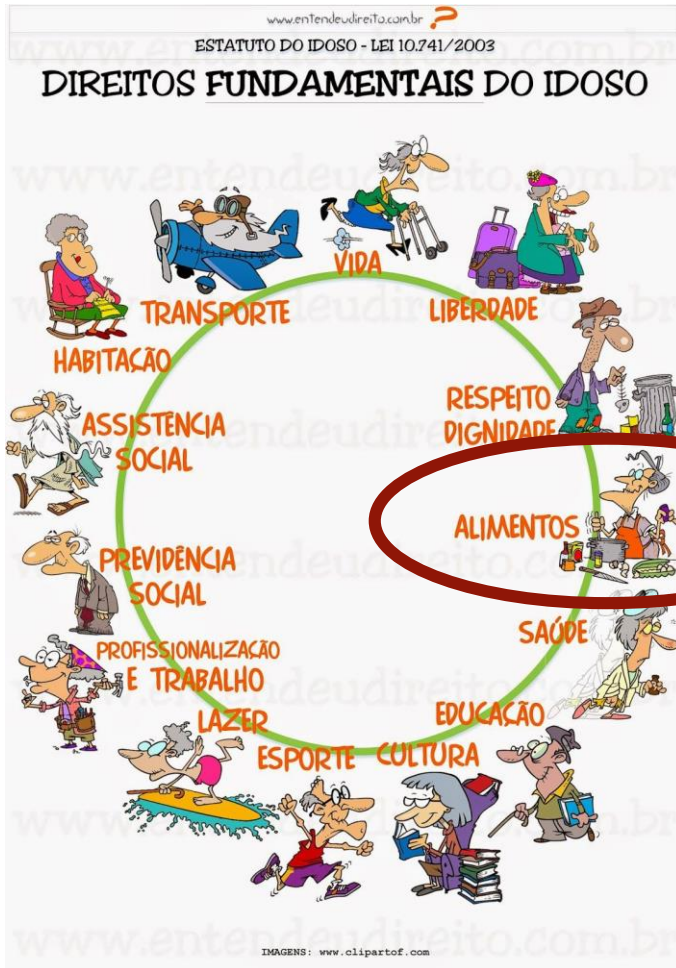 www.entendeudireito.com.br
ESTATUTO DO IDOSO - LEI 10.741/2003
DIREITOS FUNDAMENTAIS DO IDOSO
VIDA
TRANSPORTE
LIBERDADE
HABITAÇÃO
RESPEITO
DIGNIDADE
ASSISTÊNCIA
SOCIAL
ALIMENTOS
PREVIDÊNCIA
SOCIAL
SAÚDE
PROFISSIONALIZAÇÃO
E TRABALHO
EDUCAÇÃO
LAZER
ESPORTE
CULTURA
IMAGENS: www.clipartof.com